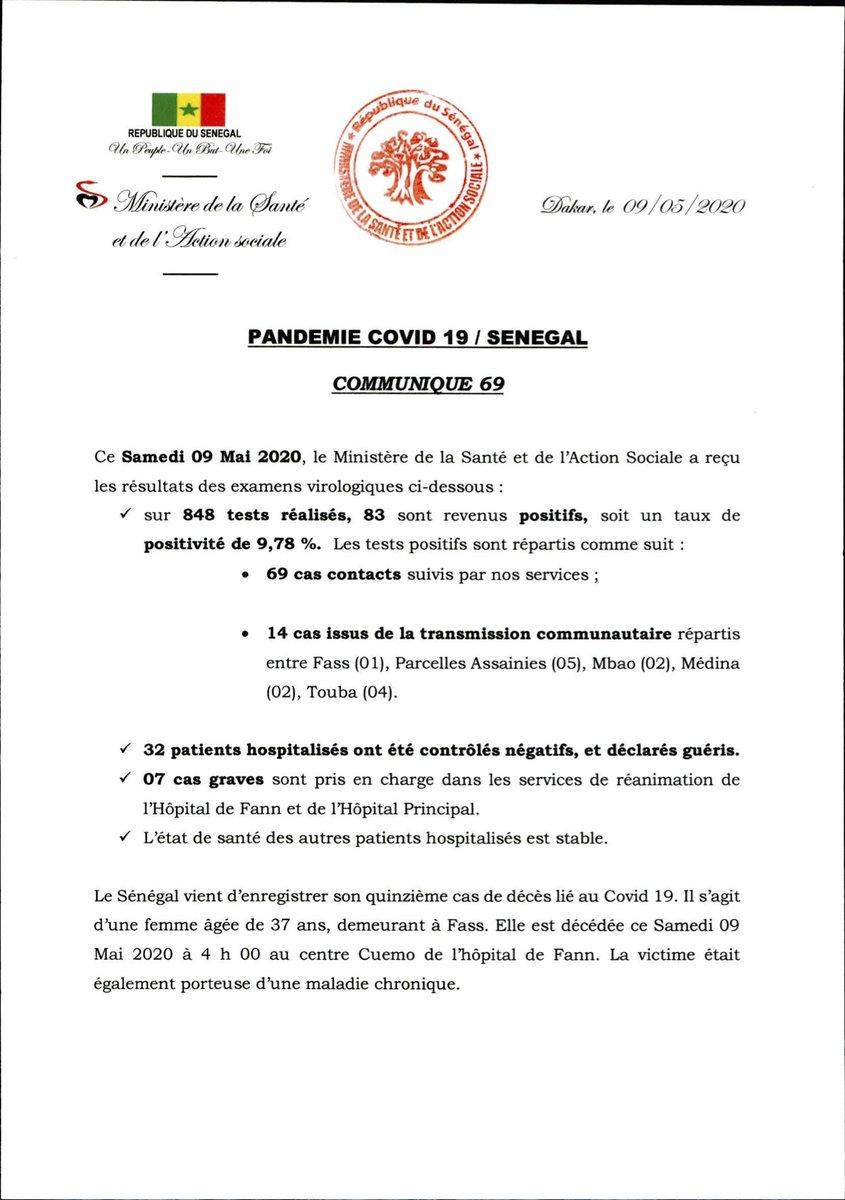 REPUBLIQUE DU SENEGAL
Un Peuple - Un But - Une Foi
Ministère de la Santé
et de l'Action sociale
★ République du Sénégal ★
MINISTERE DE LA SANTÉ ET DE L'ACTION SOCIALE
Dakar, le 09/05/2020
PANDEMIE COVID 19 / SENEGAL
COMMUNIQUE 69
Ce Samedi 09 Mai 2020, le Ministère de la Santé et de l'Action Sociale a reçu
les résultats des examens virologiques ci-dessous :
✓ sur 848 tests réalisés, 83 sont revenus positifs, soit un taux de
positivité de 9,78 %. Les tests positifs sont répartis comme suit :
• 69 cas contacts suivis par nos services ;
• 14 cas issus de la transmission communautaire répartis
entre Fass (01), Parcelles Assainies (05), Mbao (02), Médina
(02), Touba (04).
✓ 32 patients hospitalisés ont été contrôlés négatifs, et déclarés guéris.
✓ 07 cas graves sont pris en charge dans les services de réanimation de
l'Hôpital de Fann et de l'Hôpital Principal.
✓ L'état de santé des autres patients hospitalisés est stable.
Le Sénégal vient d'enregistrer son quinzième cas de décès lié au Covid 19. Il s'agit
d'une femme âgée de 37 ans, demeurant à Fass. Elle est décédée ce Samedi 09
Mai 2020 à 4 h 00 au centre Cuemo de l'hôpital de Fann. La victime était
également porteuse d'une maladie chronique.